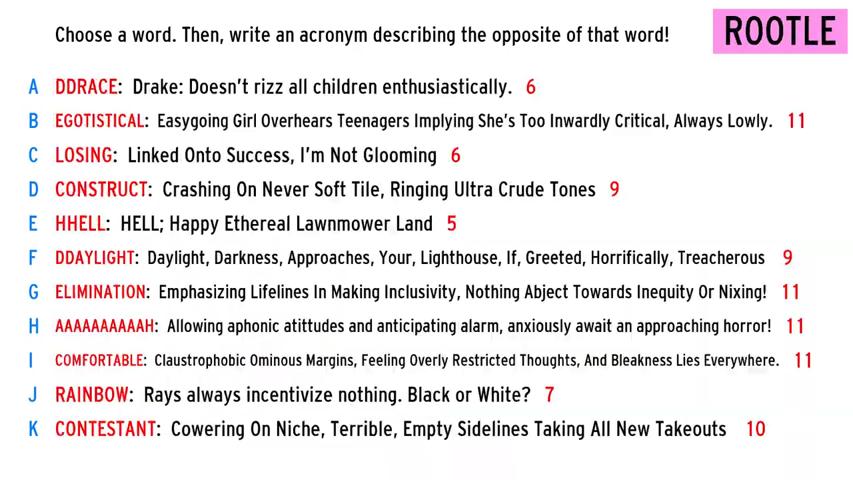 Choose a word. Then, write an acronym describing the opposite of that word!
ROOTLE
A DDRACE: Drake: Doesn't rizz all children enthusiastically. 6
B EGOTISTICAL: Easygoing Girl Overhears Teenagers Implying She's Too Inwardly Critical, Always Lowly. 11
C LOSING: Linked Onto Success, I'm Not Glooming 6
D CONSTRUCT: Crashing On Never Soft Tile, Ringing Ultra Crude Tones 9
E HHELL: HELL; Happy Ethereal Lawnmower Land 5
F DDAYLIGHT: Daylight, Darkness, Approaches, Your, Lighthouse, If, Greeted, Horrifically, Treacherous 9
G ELIMINATION: Emphasizing Lifelines In Making Inclusivity, Nothing Abject Towards Inequity Or Nixing! 11
H AAAAAAAAAAH: Allowing aphonic atittudes and anticipating alarm, anxiously await an approaching horror! 11
I COMFORTABLE: Claustrophobic Ominous Margins, Feeling Overly Restricted Thoughts, And Bleakness Lies Everywhere. 11
J RAINBOW: Rays always incentivize nothing. Black or White? 7
K CONTESTANT: Cowering On Niche, Terrible, Empty Sidelines Taking All New Takeouts 10